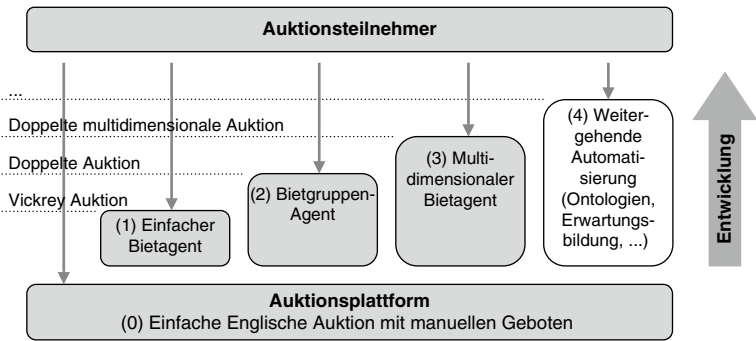 Auktionsteilnehmer
...
Doppelte multidimensionale Auktion
Doppelte Auktion
Vickrey Auktion
(1) Einfacher
Bietagent
(2) Bietgruppen-
Agent
(3) Multi-
dimensionaler
Bietagent
(4) Weiter-
gehende
Automati-
sierung
(Ontologien,
Erwartungs-
bildung, ...)
Entwicklung
Auktionsplattform
(0) Einfache Englische Auktion mit manuellen Geboten